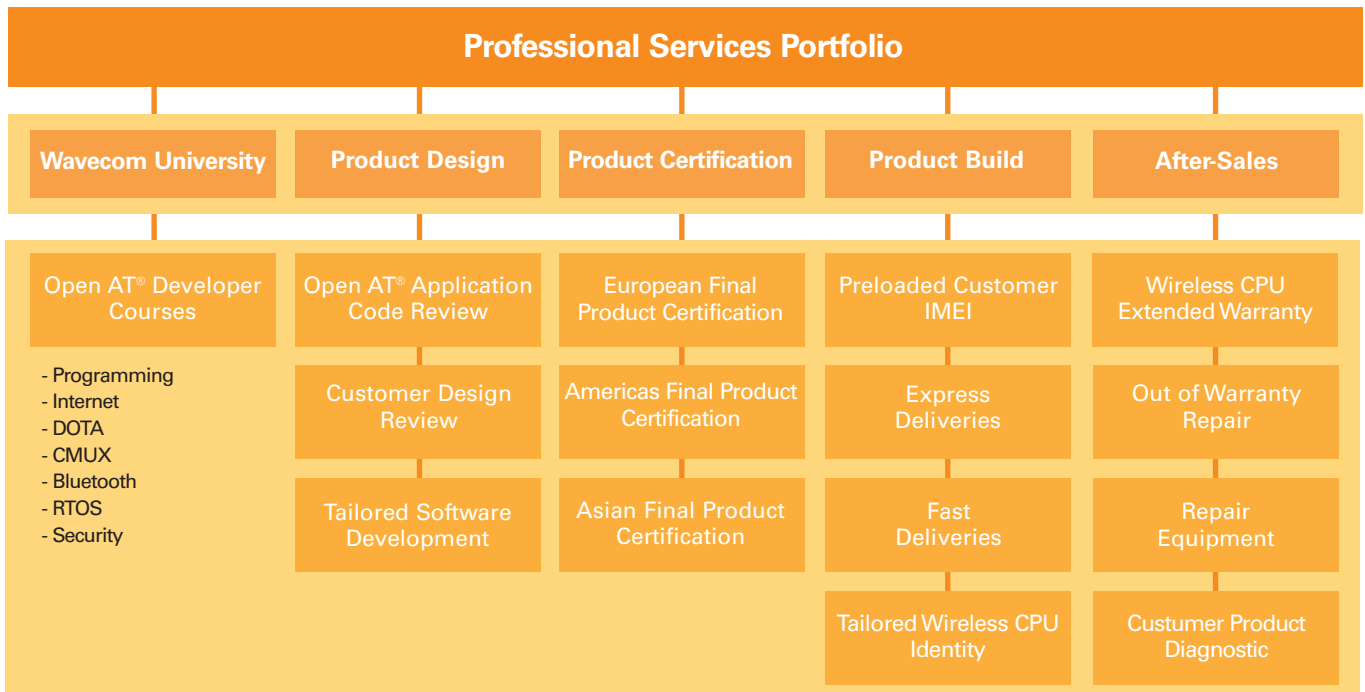 Professional Services Portfolio
Wavecom University
Product Design
Product Certification
Product Build
After-Sales
Open AT® Developer
Courses
- Programming
- Internet
- DOTA
- CMUX
- Bluetooth
- RTOS
- Security
Open AT® Application
Code Review
Customer Design
Review
Tailored Software
Development
European Final
Product Certification
Americas Final Product
Certification
Asian Final Product
Certification
Preloaded Customer
IMEI
Express
Deliveries
Fast
Deliveries
Tailored Wireless CPU
Identity
Wireless CPU
Extended Warranty
Out of Warranty
Repair
Repair
Equipment
Custumer Product
Diagnostic